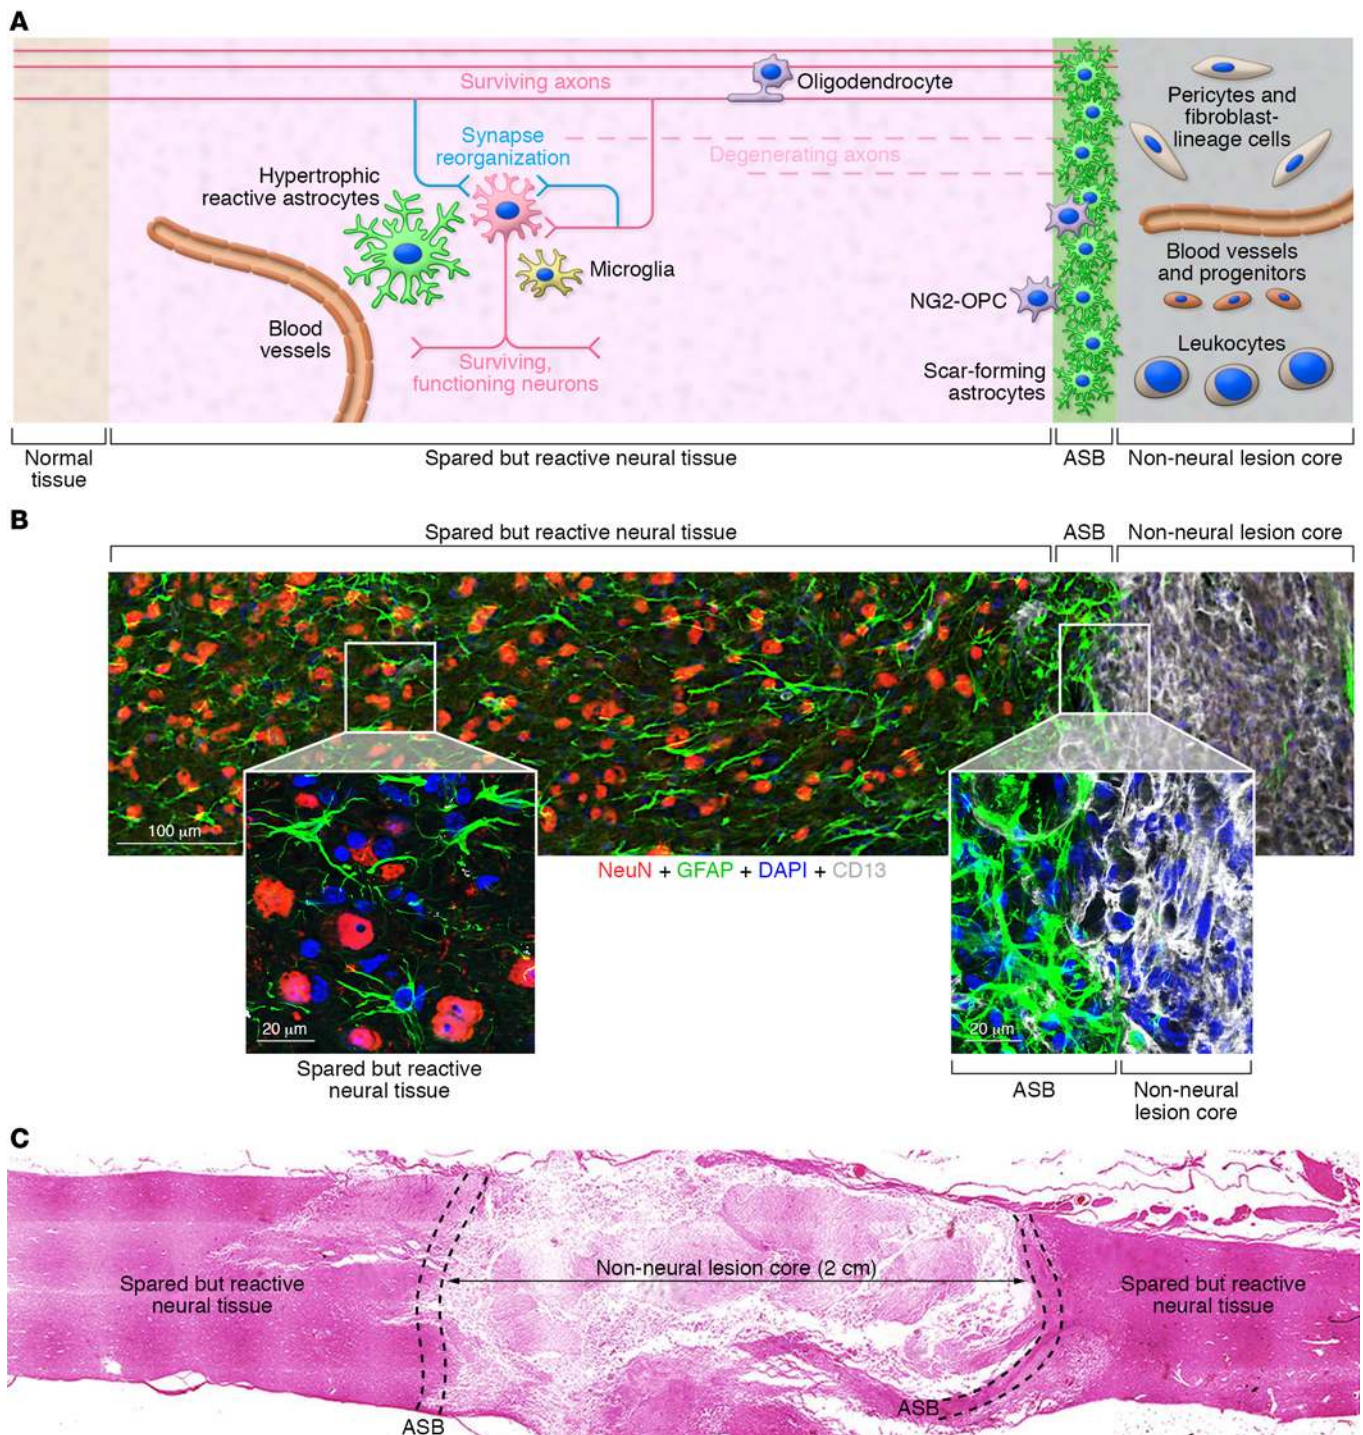 A
Surviving axons
Oligodendrocyte
Pericytes and
fibroblast-
lineage cells
Synapse
reorganization
Degenerating axons
Hypertrophic
reactive astrocytes
Microglia
Blood vessels
and progenitors
NG2-OPC
Blood
vessels
Leukocytes
Surviving,
functioning neurons
Scar-forming
astrocytes
Normal
tissue
Spared but reactive neural tissue
ASB
Non-neural lesion core
B
Spared but reactive neural tissue
ASB
Non-neural lesion core
100 μm
NeuN + GFAP + DAPI + CD13
20 μm
20 μm
Spared but reactive
neural tissue
ASB
Non-neural
lesion core
C
Spared but reactive
neural tissue
Non-neural lesion core (2 cm)
Spared but reactive
neural tissue
ASB
ASB